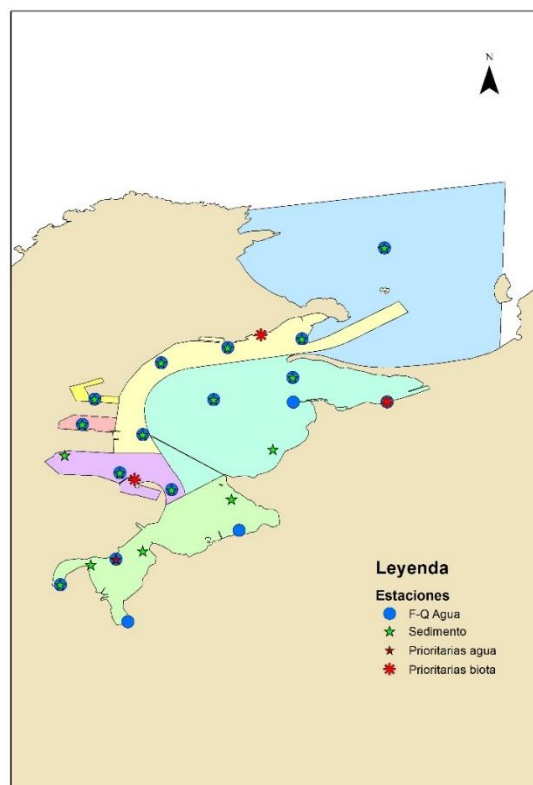 N
Leyenda
Estaciones
F-Q Agua
Sedimento
Prioritarias agua
Prioritarias biota